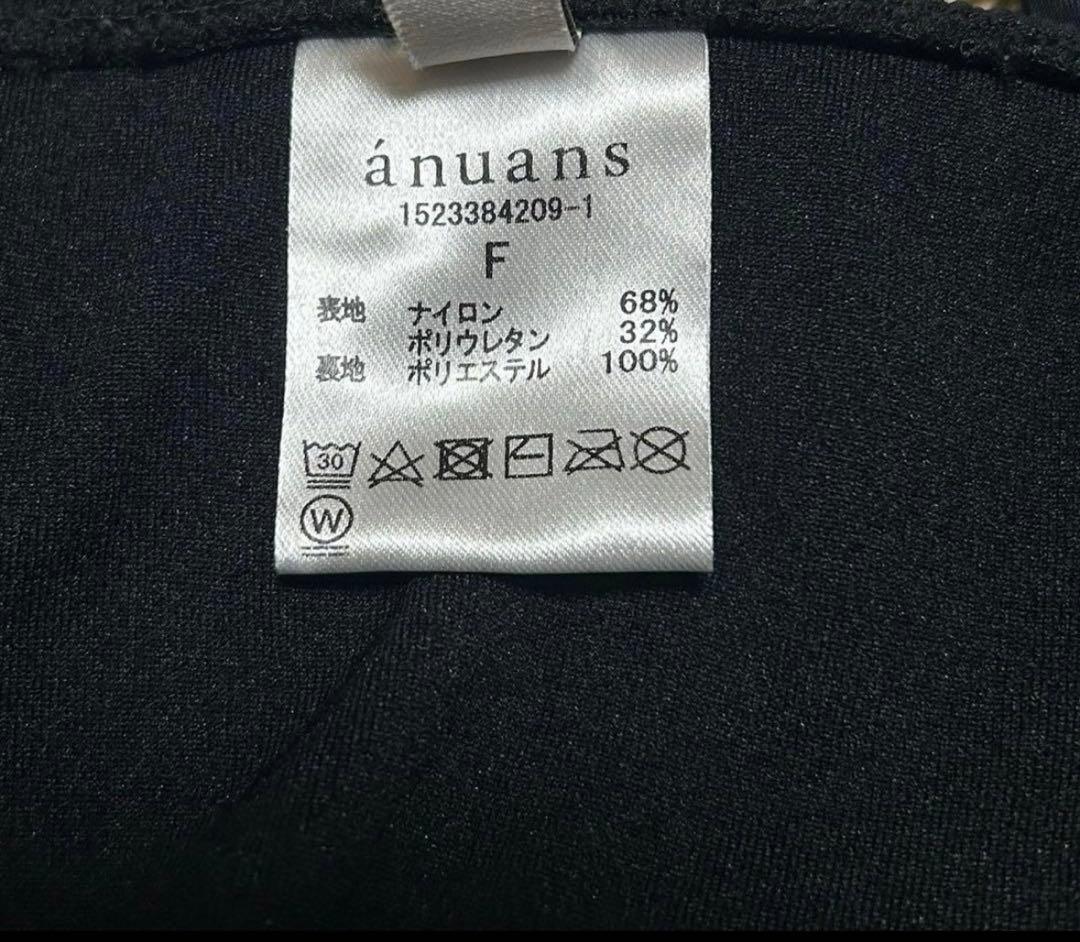 ánuans
1523384209-1
F
表地 ナイロン 68%
ポリウレタン 32%
裏地 ポリエステル 100%
30
W